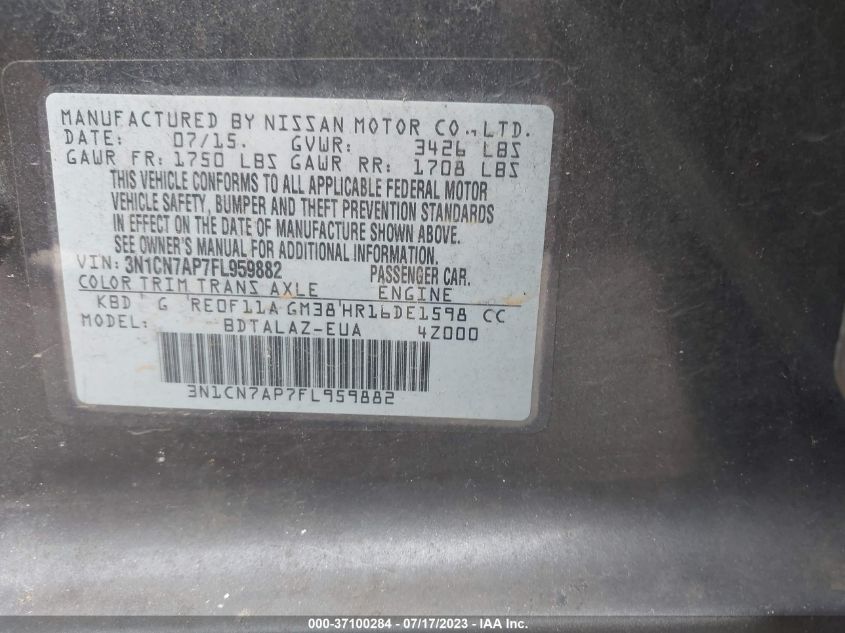 MANUFACTURED BY NISSAN MOTOR CO., LTD.
DATE: 07/15. GVWR: 3426 LBS
GAWR FR: 1750 LBS GAWR RR: 1708 LBS
THIS VEHICLE CONFORMS TO ALL APPLICABLE FEDERAL MOTOR
VEHICLE SAFETY, BUMPER AND THEFT PREVENTION STANDARDS
IN EFFECT ON THE DATE OF MANUFACTURE SHOWN ABOVE.
SEE OWNER'S MANUAL FOR ADDITIONAL INFORMATION.
VIN: 3N1CN7AP7FL959882 PASSENGER CAR.
COLOR TRIM TRANS AXLE ENGINE
KBD G RE0F11A GM38 HR16DE1598 CC
MODEL: BDTALAZ-EUA 4Z000
3N1CN7AP7FL959882
000-37100284 - 07/17/2023 - IAA Inc.